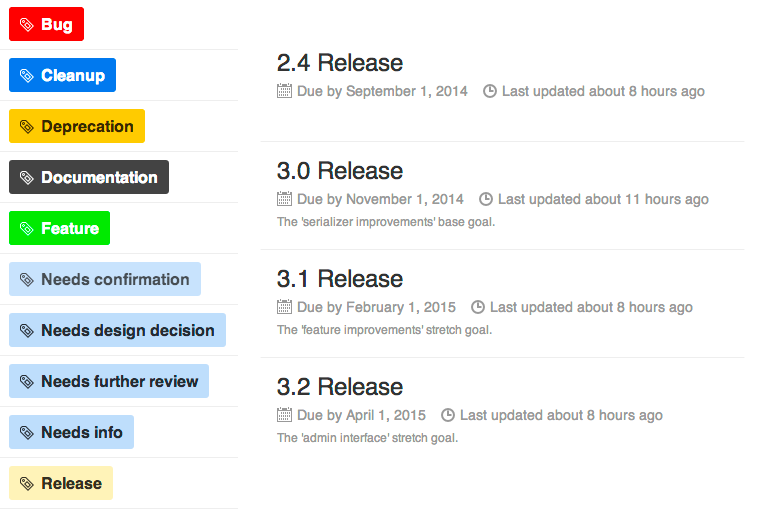 Bug
Cleanup
Deprecation
Documentation
Feature
Needs confirmation
Needs design decision
Needs further review
Needs info
Release
2.4 Release
Due by September 1, 2014 Last updated about 8 hours ago
3.0 Release
Due by November 1, 2014 Last updated about 11 hours ago
The 'serializer improvements' base goal.
3.1 Release
Due by February 1, 2015 Last updated about 8 hours ago
The 'feature improvements' stretch goal.
3.2 Release
Due by April 1, 2015 Last updated about 8 hours ago
The 'admin interface' stretch goal.